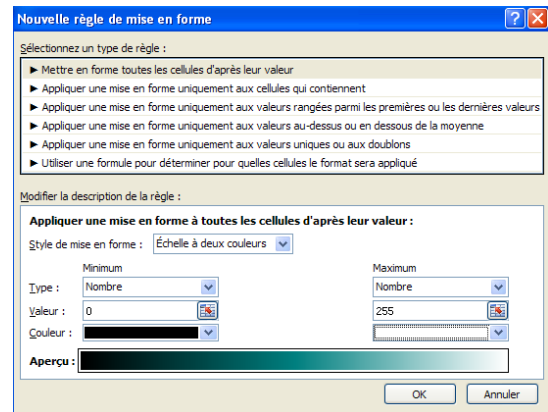 Nouvelle règle de mise en forme
Sélectionnez un type de règle :
► Mettre en forme toutes les cellules d'après leur valeur
► Appliquer une mise en forme uniquement aux cellules qui contiennent
► Appliquer une mise en forme uniquement aux valeurs rangées parmi les premières ou les dernières valeurs
► Appliquer une mise en forme uniquement aux valeurs au-dessus ou en dessous de la moyenne
► Appliquer une mise en forme uniquement aux valeurs uniques ou aux doublons
► Utiliser une formule pour déterminer pour quelles cellules le format sera appliqué
Modifier la description de la règle :
Appliquer une mise en forme à toutes les cellules d'après leur valeur :
Style de mise en forme : Échelle à deux couleurs
Minimum Maximum
Type : Nombre Nombre
Valeur : 0 255
Couleur :
Aperçu :
OK Annuler